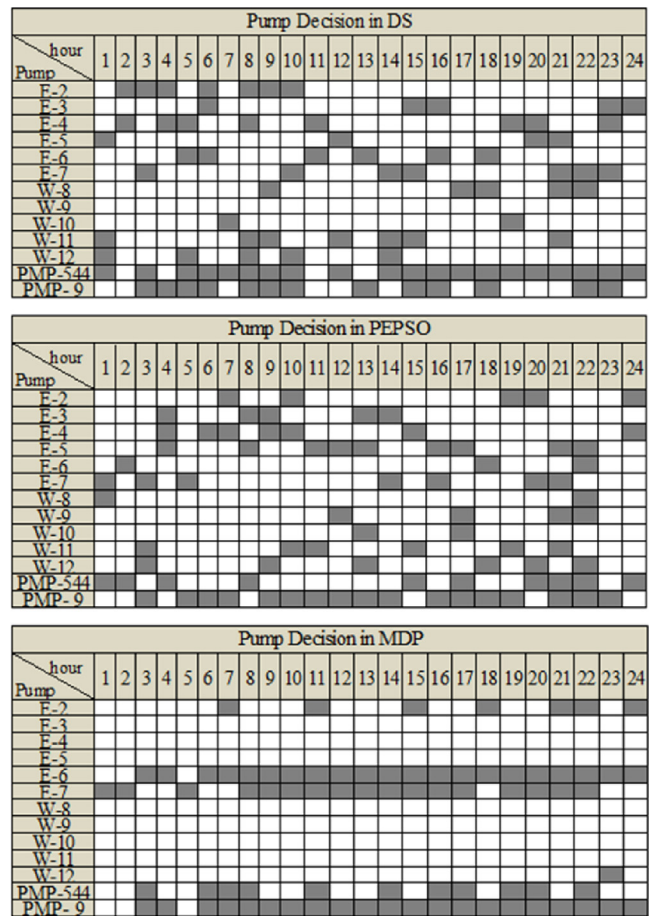 Pump Decision in DS
hour
Pump
1 2 3 4 5 6 7 8 9 10 11 12 13 14 15 16 17 18 19 20 21 22 23 24
E-2
E-3
E-4
E-5
E-6
E-7
W-8
W-9
W-10
W-11
W-12
PMP-544
PMP- 9
Pump Decision in PEPSO
hour
Pump
1 2 3 4 5 6 7 8 9 10 11 12 13 14 15 16 17 18 19 20 21 22 23 24
E-2
E-3
E-4
E-5
E-6
E-7
W-8
W-9
W-10
W-11
W-12
PMP-544
PMP- 9
Pump Decision in MDP
hour
Pump
1 2 3 4 5 6 7 8 9 10 11 12 13 14 15 16 17 18 19 20 21 22 23 24
E-2
E-3
E-4
E-5
E-6
E-7
W-8
W-9
W-10
W-11
W-12
PMP-544
PMP- 9